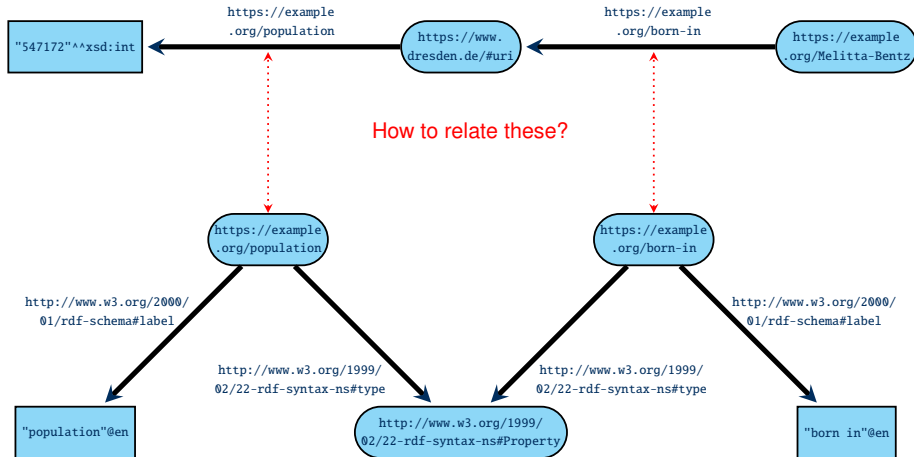 https://example
.org/population
https://example
.org/born-in
"547172"^^xsd:int
https://www.
dresden.de/#uri
https://example
.org/Melitta-Bentz
How to relate these?
https://example
.org/population
https://example
.org/born-in
http://www.w3.org/2000/
01/rdf-schema#label
http://www.w3.org/2000/
01/rdf-schema#label
http://www.w3.org/1999/
02/22-rdf-syntax-ns#type
http://www.w3.org/1999/
02/22-rdf-syntax-ns#type
"population"@en
http://www.w3.org/1999/
02/22-rdf-syntax-ns#Property
"born in"@en